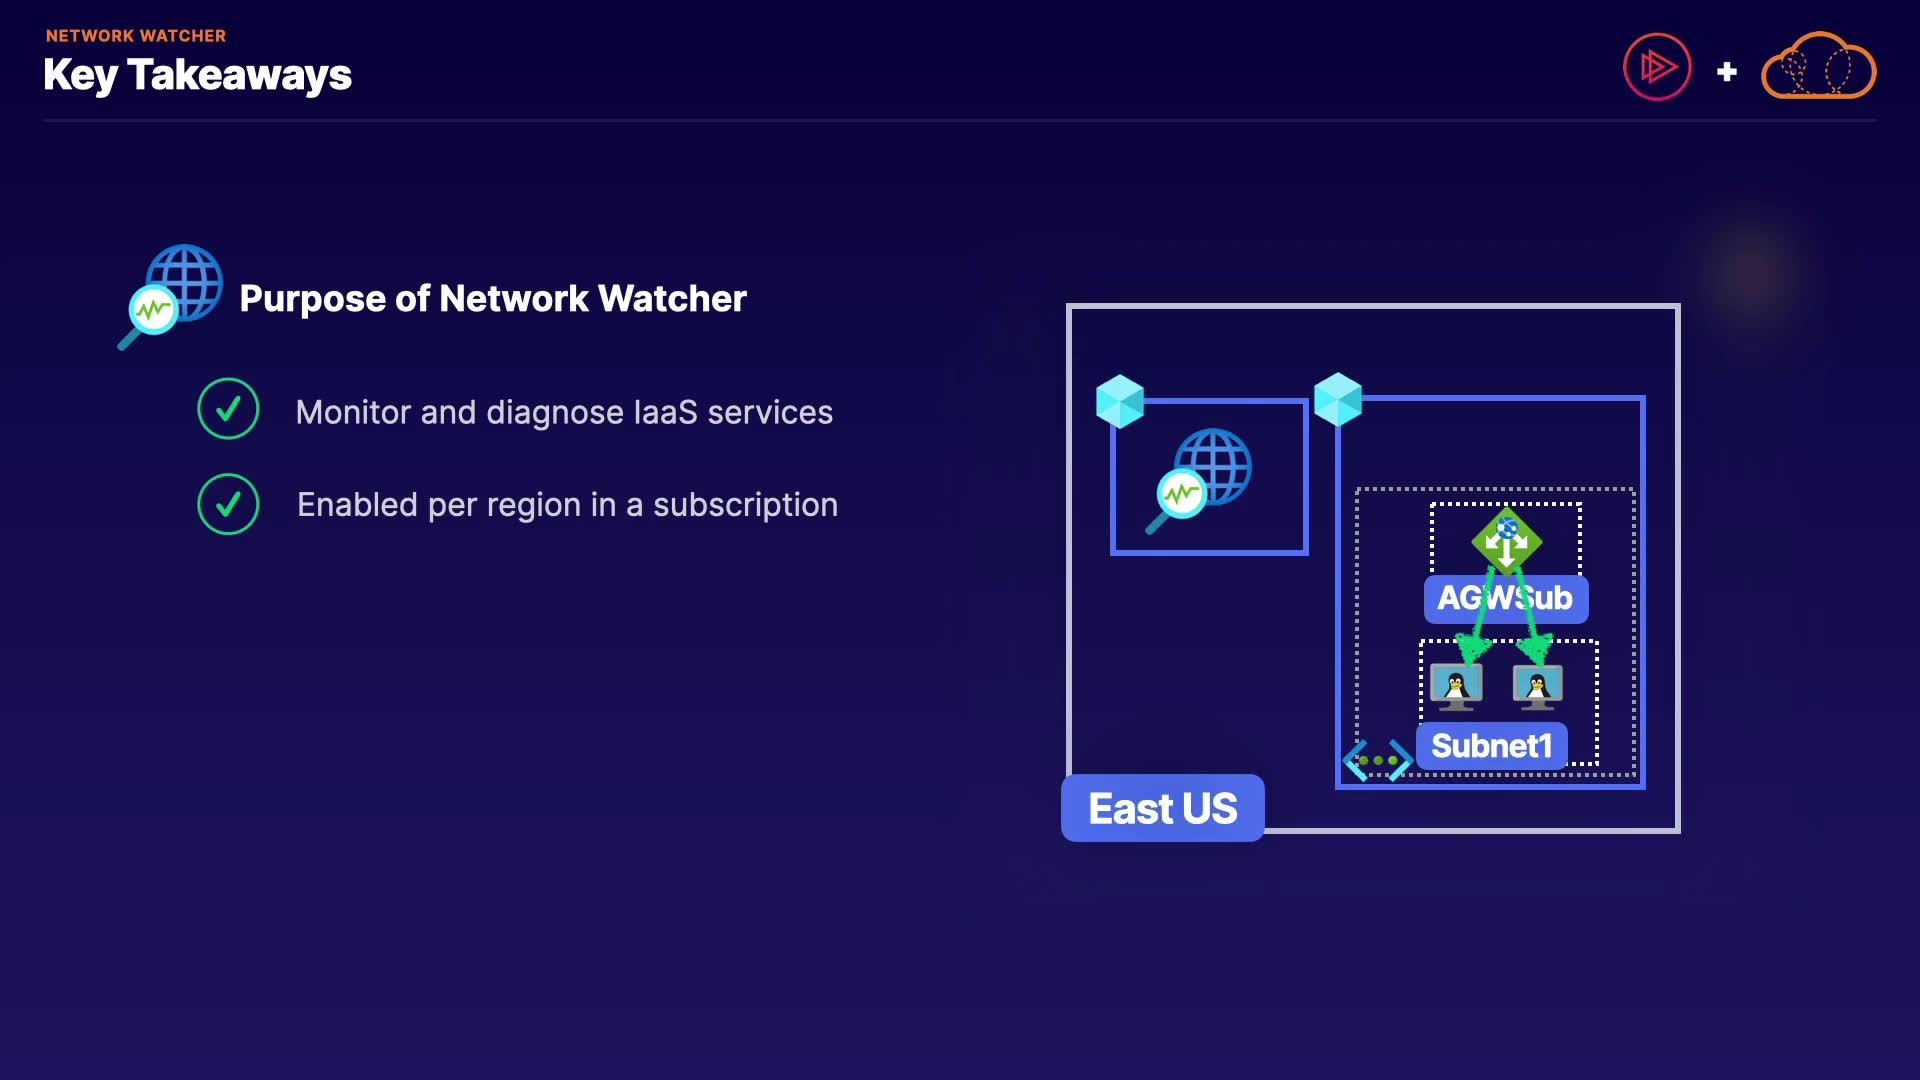 NETWORK WATCHER
Key Takeaways
Purpose of Network Watcher
Monitor and diagnose IaaS services
Enabled per region in a subscription
AGWSub
Subnet1
East US